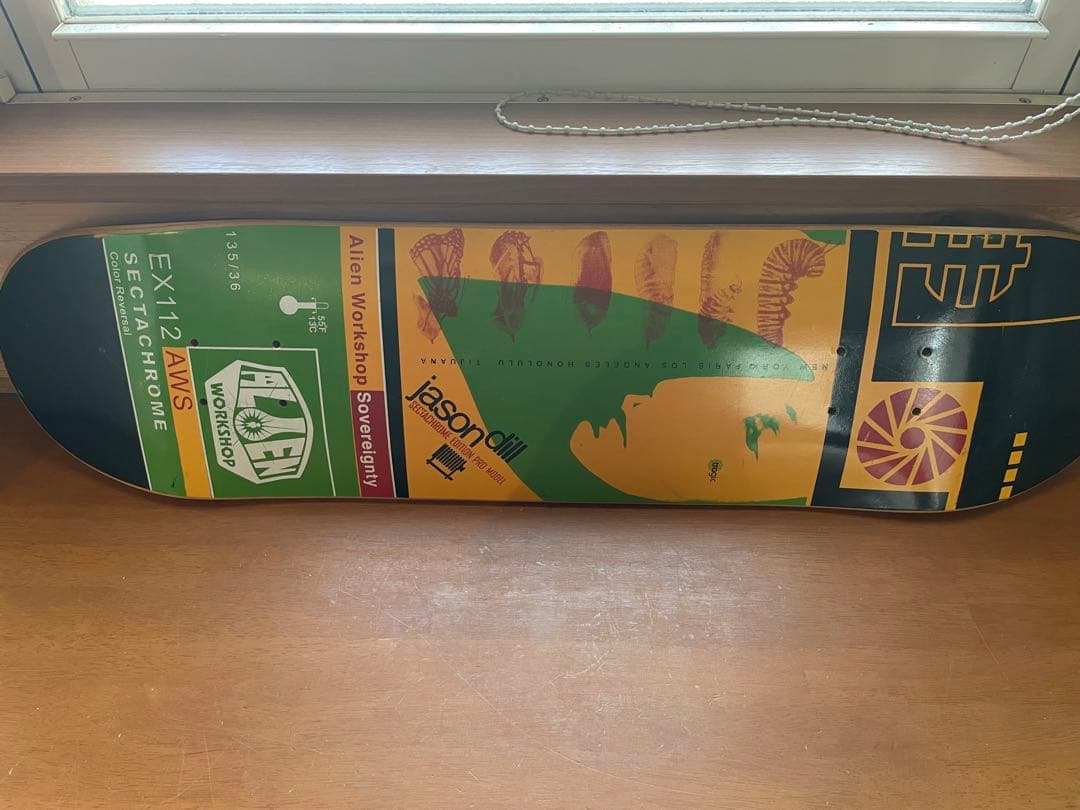 EX112 AWS
SECTACHROME
Color Reversal
135/36
55F
13C
ALIEN
WORKSHOP
Alien Workshop Sovereignty
jason dill
SECTACHROME EDITION PRO MODEL
NEW YORK PARIS LOS ANGELES HONOLULU TIJUANA